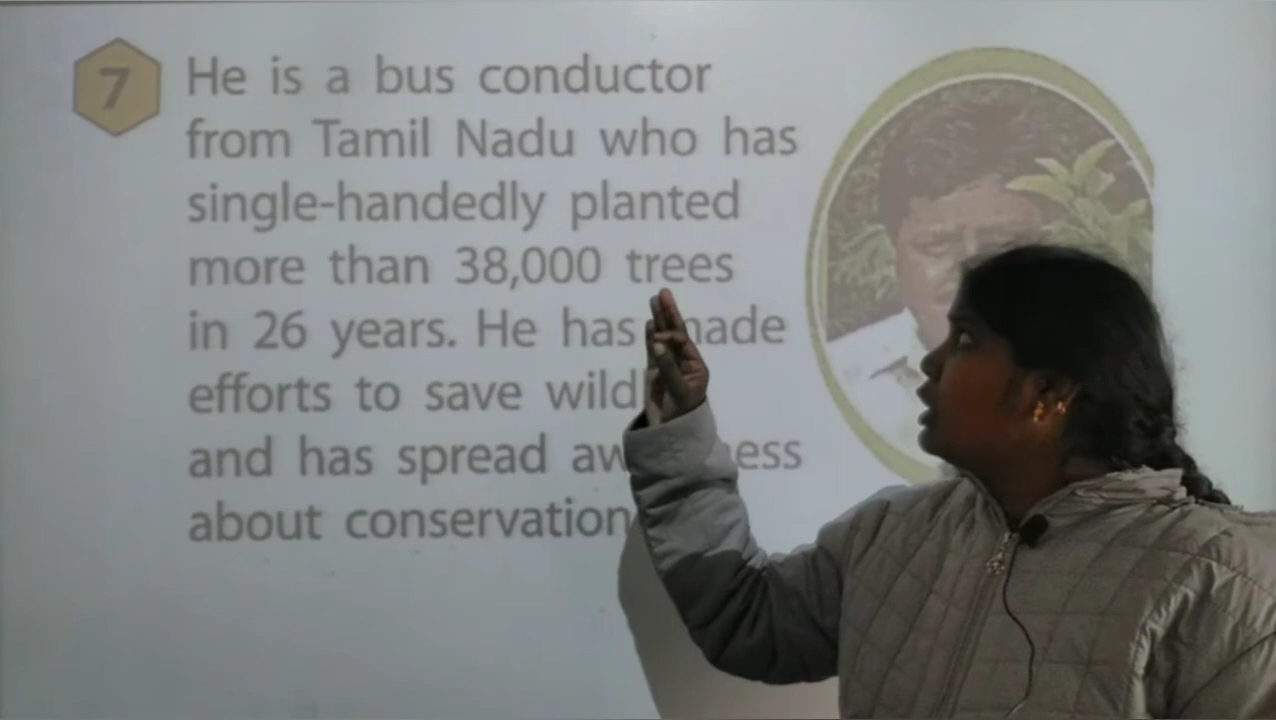 7
He is a bus conductor
from Tamil Nadu who has
single-handedly planted
more than 38,000 trees
in 26 years. He has
efforts to save
and has spread
about conservation